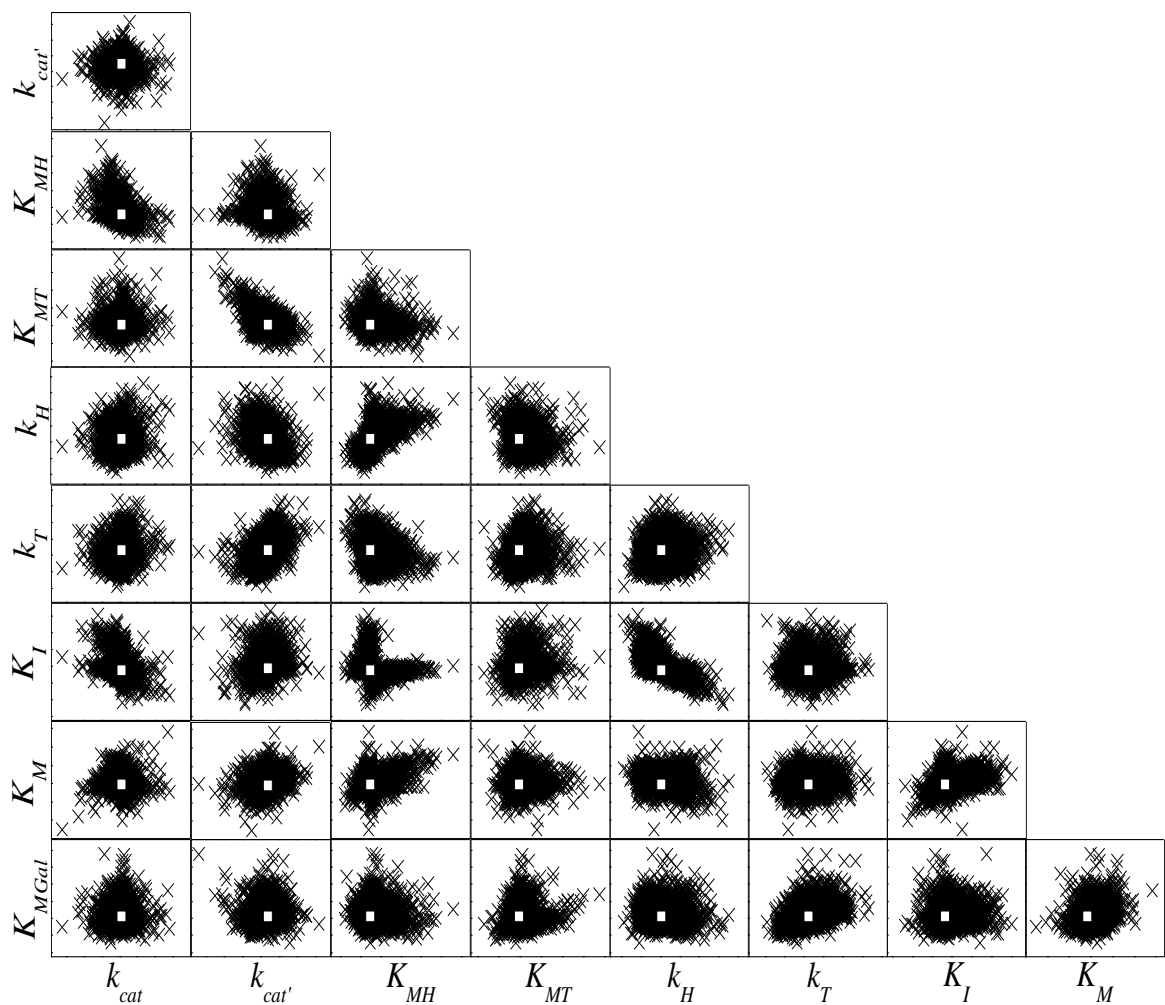 k_cat'
K_MH
K_MT
k_H
k_T
K_I
K_M
K_MGal
k_cat k_cat' K_MH K_MT k_H k_T K_I K_M